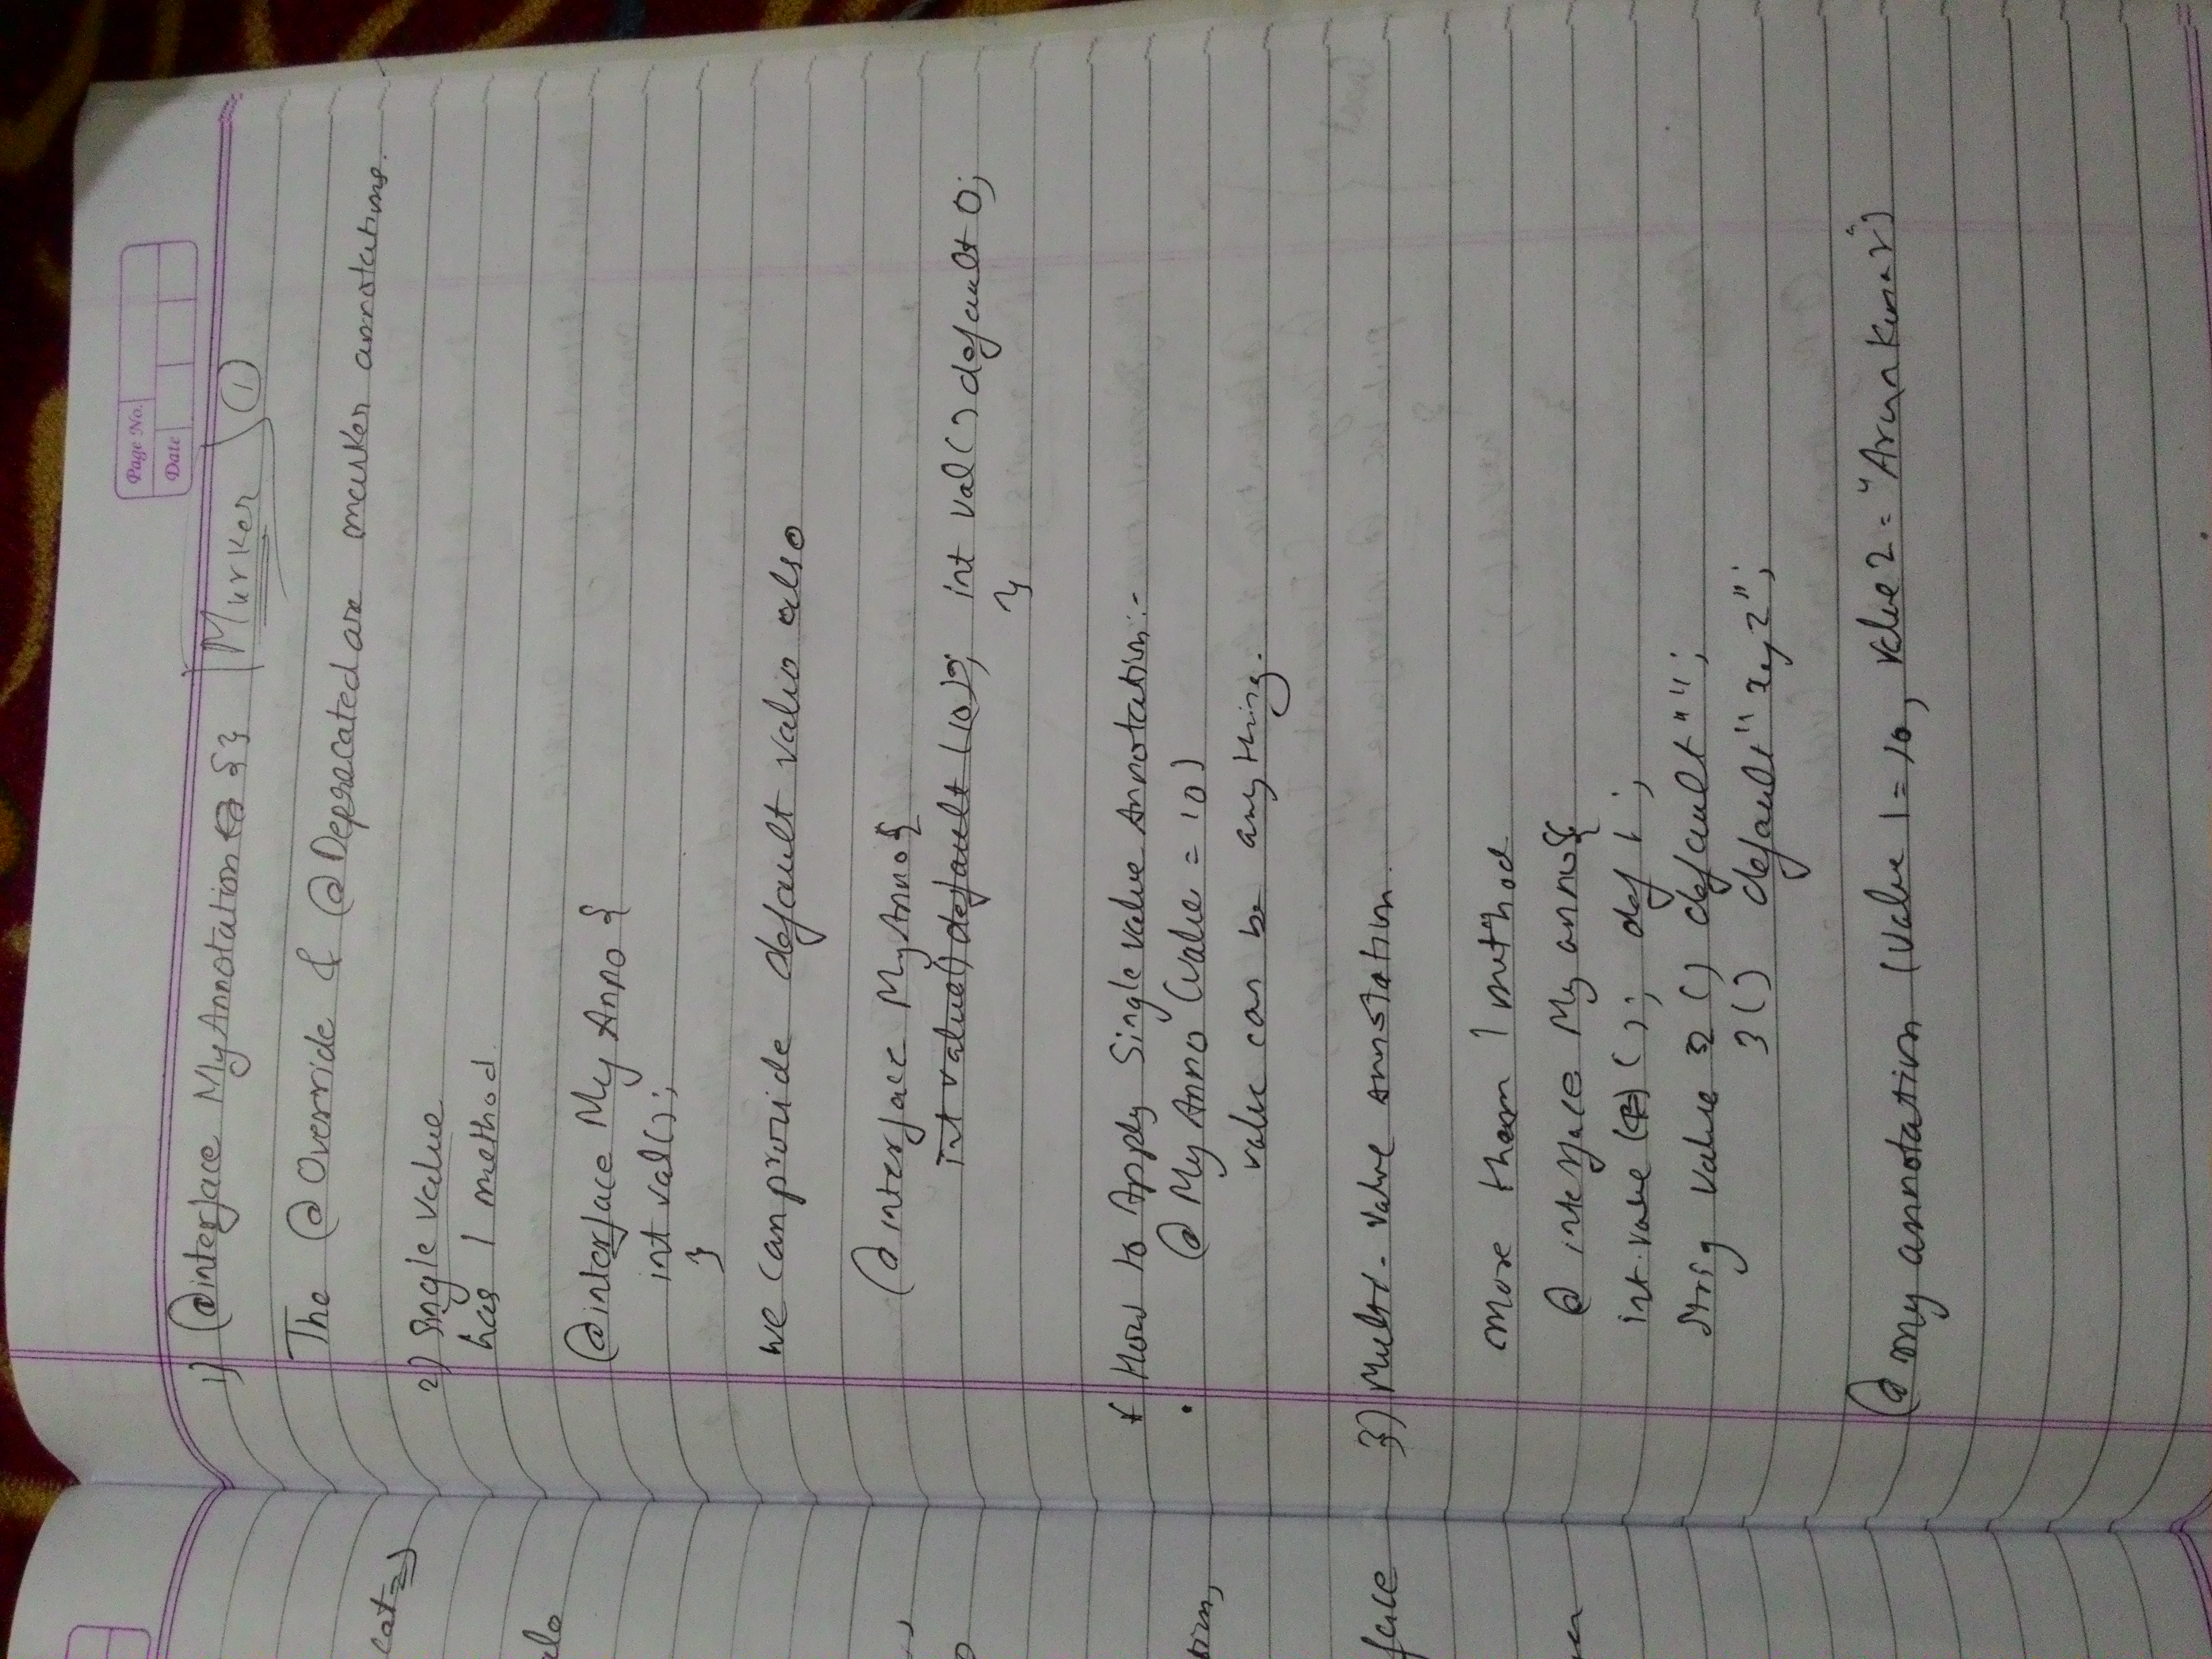 Page No.
Date
1) @interface MyAnnotation {} Marker 1
The @Override & @Deprecated are marker annotations.
2) Single value
has 1 method.
@interface My Anno {
int val();
}
we can provide default value also
@interface MyAnno {
int value() default (10); int val() default 0;
}
* How to Apply Single value Annotation:-
@ My Anno (value = 10)
value can be anything.
3) Multi-value annotation.
more than 1 method
@ interface My anno {
int value () ; def 1 ;
String value 2 () default "";
3 () default "xyz";
@ my annotation (value 1 = 10, value 2 = "Arun Kumar")
face